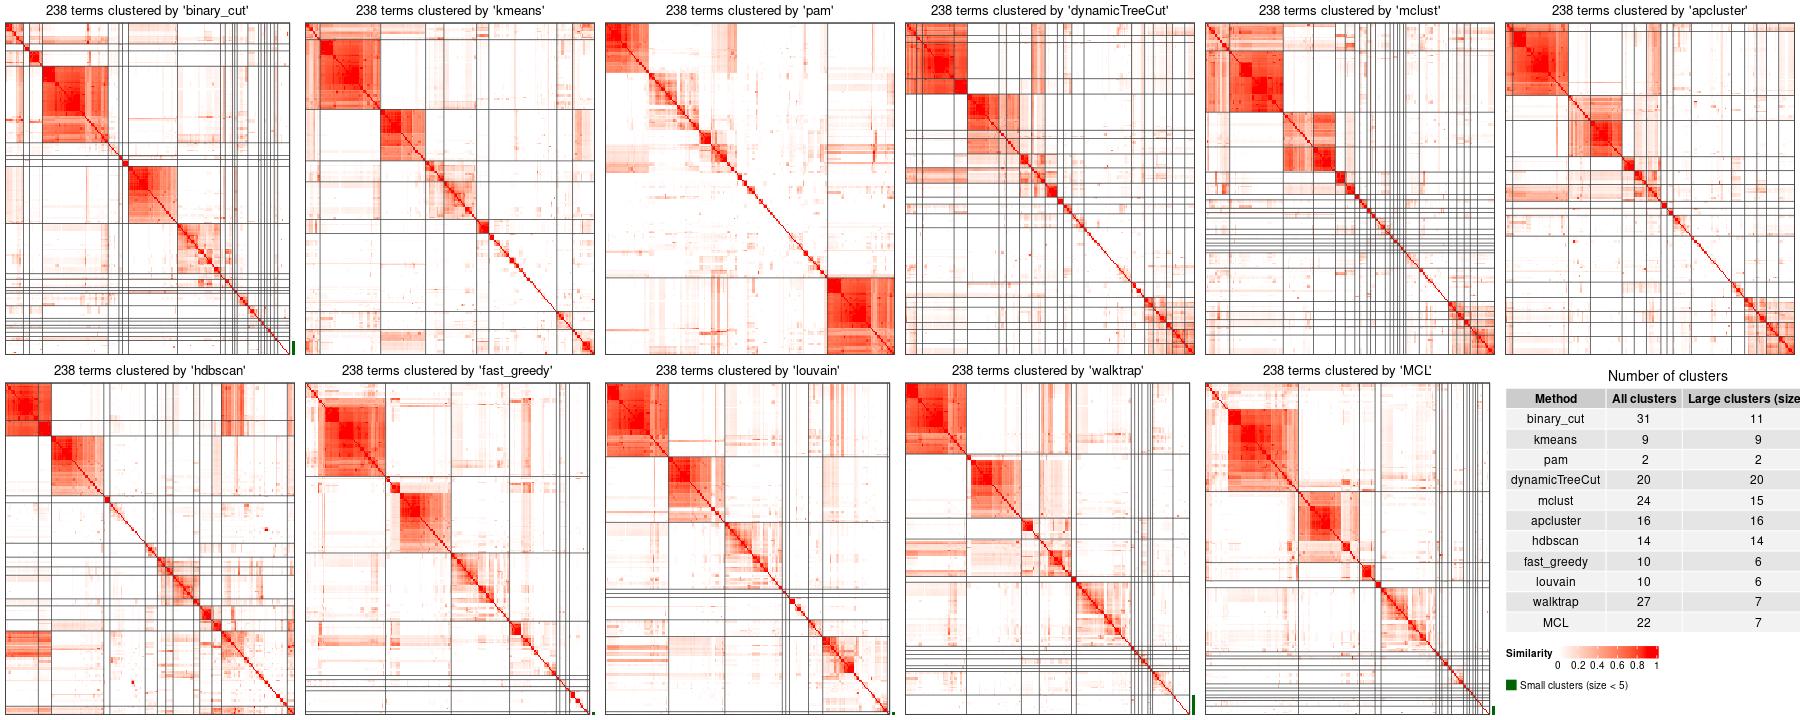 238 terms clustered by 'binary_cut'
238 terms clustered by 'kmeans'
238 terms clustered by 'pam'
238 terms clustered by 'dynamicTreeCut'
238 terms clustered by 'mclust'
238 terms clustered by 'apcluster'
238 terms clustered by 'hdbscan'
238 terms clustered by 'fast_greedy'
238 terms clustered by 'louvain'
238 terms clustered by 'walktrap'
238 terms clustered by 'MCL'
Number of clusters
Method All clusters Large clusters (size
binary_cut 31 11
kmeans 9 9
pam 2 2
dynamicTreeCut 20 20
mclust 24 15
apcluster 16 16
hdbscan 14 14
fast_greedy 10 6
louvain 10 6
walktrap 27 7
MCL 22 7
Similarity
0 0.2 0.4 0.6 0.8 1
Small clusters (size < 5)